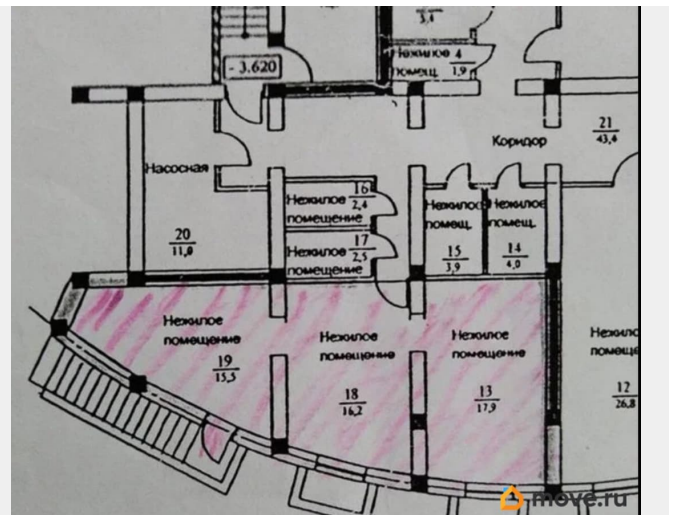 3,4
Нежилое 4
помещ. 1,9
- 3.620
21
43,4
Коридор
Насосная
16
Нежилое 2,4
помещение
17
Нежилое 2,5
помещение
20
11,0
Нежилое
помещ.
15
3,9
Нежилое
помещ.
14
4,0
Нежилое
помещение
19
15,5
Нежилое
помещение
18
16,2
Нежилое
помещение
13
17,9
Нежило
помеще
12
26,8
move.ru